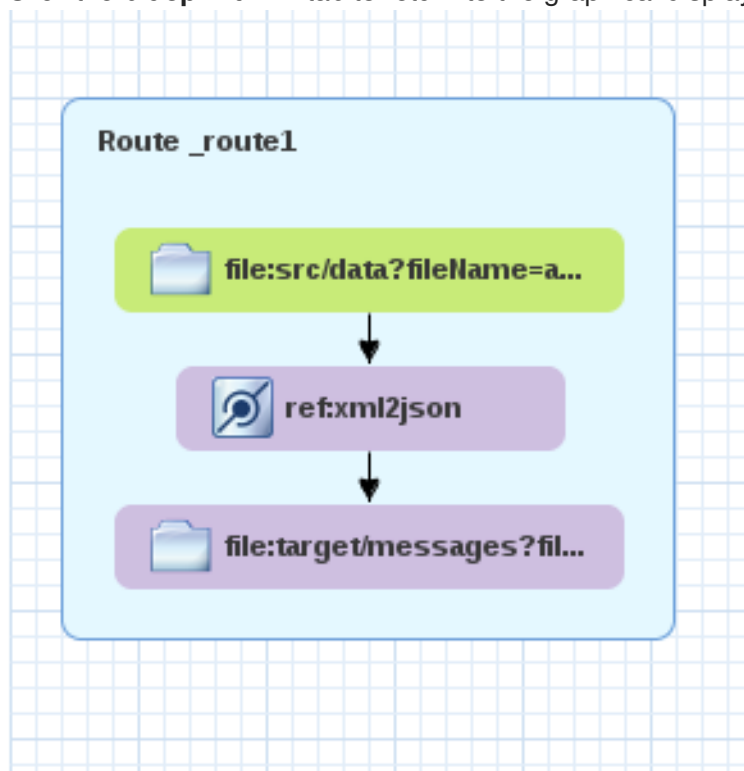 Route _route1
file:src/data?fileName=a...
ref:xml2json
file:target/messages?fil...